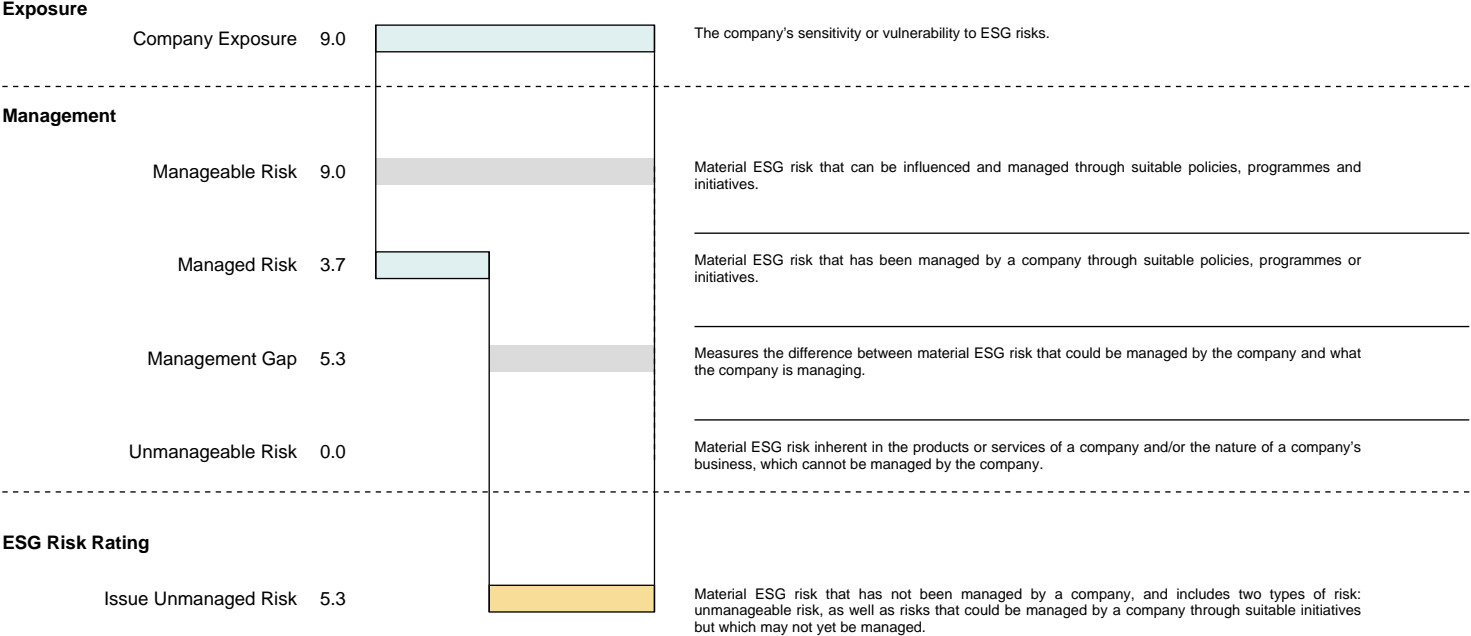 Exposure
Company Exposure 9.0
The company’s sensitivity or vulnerability to ESG risks.
Management
Manageable Risk 9.0
Material ESG risk that can be influenced and managed through suitable policies, programmes and
initiatives.
Managed Risk 3.7
Material ESG risk that has been managed by a company through suitable policies, programmes or
initiatives.
Management Gap 5.3
Measures the difference between material ESG risk that could be managed by the company and what
the company is managing.
Unmanageable Risk 0.0
Material ESG risk inherent in the products or services of a company and/or the nature of a company’s
business, which cannot be managed by the company.
ESG Risk Rating
Issue Unmanaged Risk 5.3
Material ESG risk that has not been managed by a company, and includes two types of risk:
unmanageable risk, as well as risks that could be managed by a company through suitable initiatives
but which may not yet be managed.